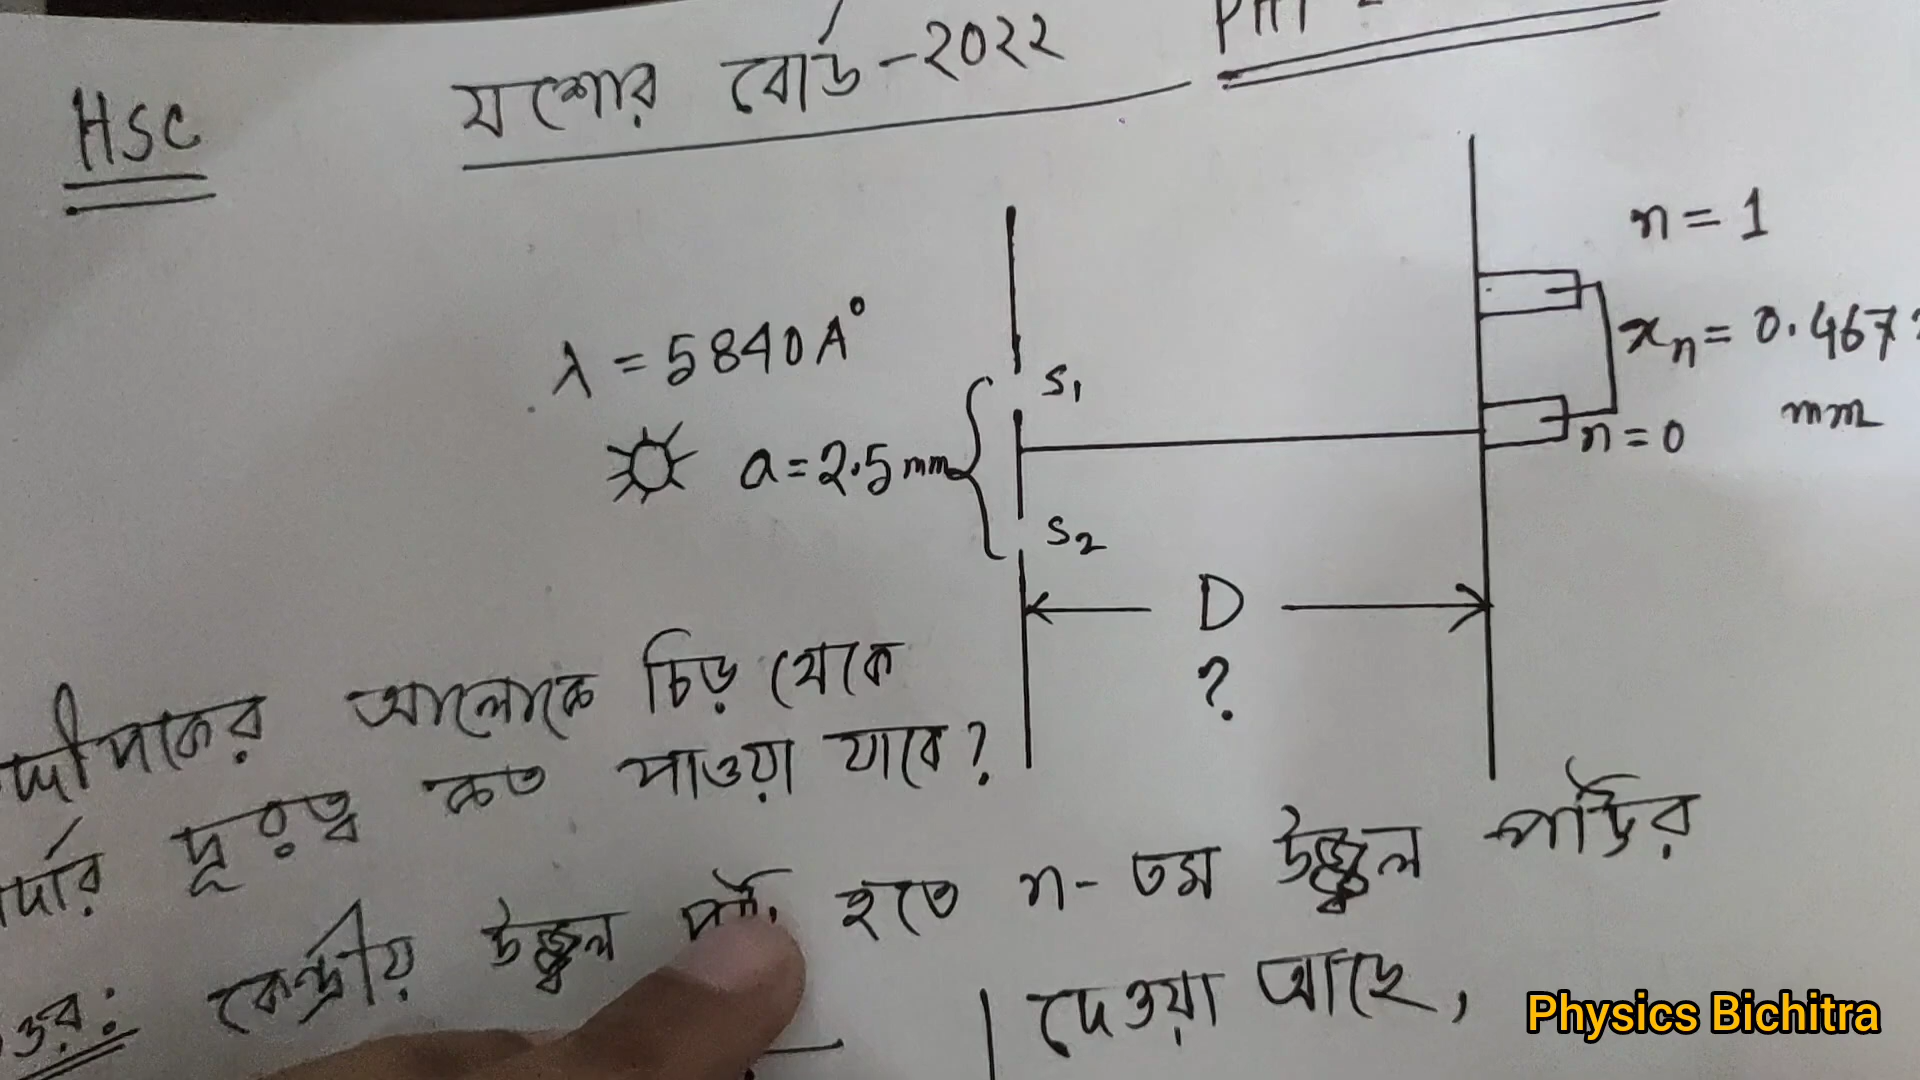 HSC
যশোর বোর্ড-২০২২
n = 1
λ = 5840 A°
xn = 0.467
mm
S1
a = 2.5 mm
n = 0
S2
D
?
আলোকে চিড় থেকে
দূরত্ব কত পাওয়া যাবে?
কেন্দ্রীয় উজ্জ্বল হতে n-তম উজ্জ্বল পট্টির
দেওয়া আছে,
Physics Bichitra